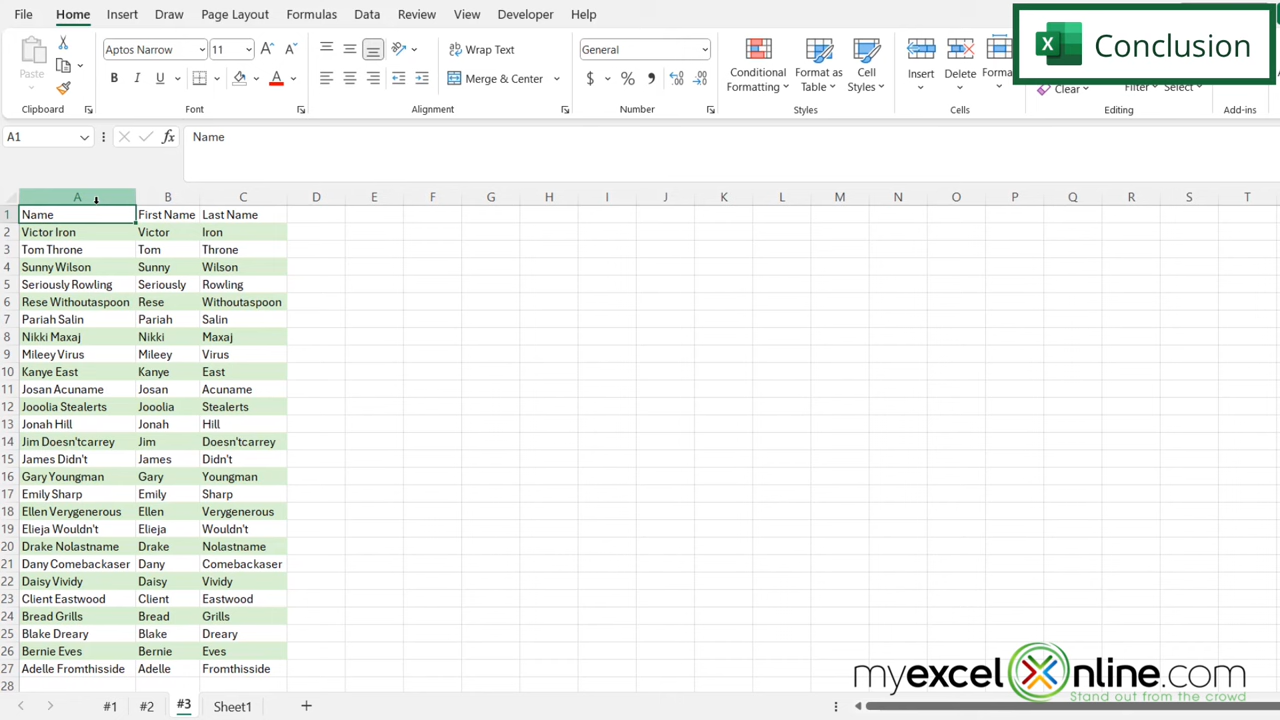 File Home Insert Draw Page Layout Formulas Data Review View Developer Help
Conclusion
Paste
Aptos Narrow 11 A A
Wrap Text
General
B I U A
Merge & Center
$ % ,
Conditional Formatting
Format as Table
Cell Styles
Insert
Delete
Format
Clear
Filter
Select
Clipboard Font Alignment Number Styles Cells Editing Add-ins
A1 fx Name
A B C D E F G H I J K L M N O P Q R S T
1 Name First Name Last Name
2 Victor Iron Victor Iron
3 Tom Throne Tom Throne
4 Sunny Wilson Sunny Wilson
5 Seriously Rowling Seriously Rowling
6 Rese Withoutaspoon Rese Withoutaspoon
7 Pariah Salin Pariah Salin
8 Nikki Maxaj Nikki Maxaj
9 Mileey Virus Mileey Virus
10 Kanye East Kanye East
11 Josan Acuname Josan Acuname
12 Jooolia Stealerts Jooolia Stealerts
13 Jonah Hill Jonah Hill
14 Jim Doesn'tcarrey Jim Doesn'tcarrey
15 James Didn't James Didn't
16 Gary Youngman Gary Youngman
17 Emily Sharp Emily Sharp
18 Ellen Verygenerous Ellen Verygenerous
19 Elieja Wouldn't Elieja Wouldn't
20 Drake Nolastname Drake Nolastname
21 Dany Comebackaser Dany Comebackaser
22 Daisy Vividy Daisy Vividy
23 Client Eastwood Client Eastwood
24 Bread Grills Bread Grills
25 Blake Dreary Blake Dreary
26 Bernie Eves Bernie Eves
27 Adelle Fromthisside Adelle Fromthisside
28
myexcelonline.com
Stand out from the crowd
#1 #2 #3 Sheet1 +